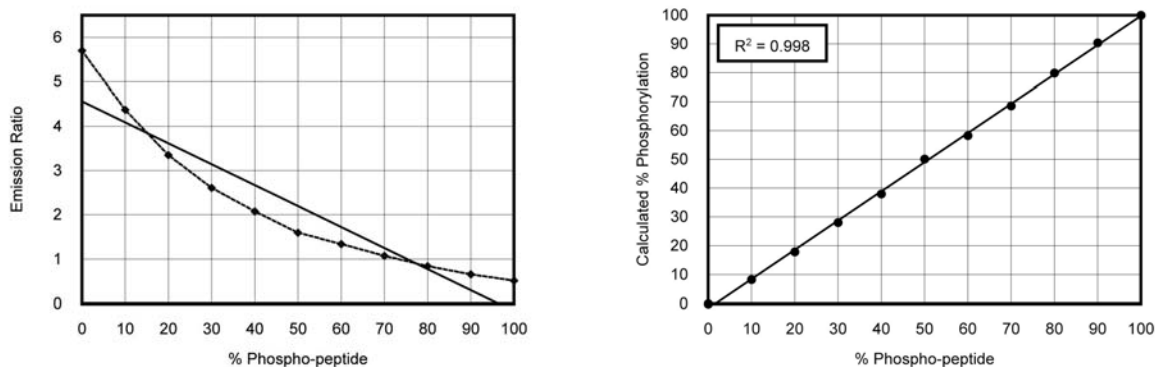 Emission Ratio
6
5
4
3
2
1
0
0 10 20 30 40 50 60 70 80 90 100
% Phospho-peptide
Calculated % Phosphorylation
100
90
80
70
60
50
40
30
20
10
0
R² = 0.998
0 10 20 30 40 50 60 70 80 90 100
% Phospho-peptide